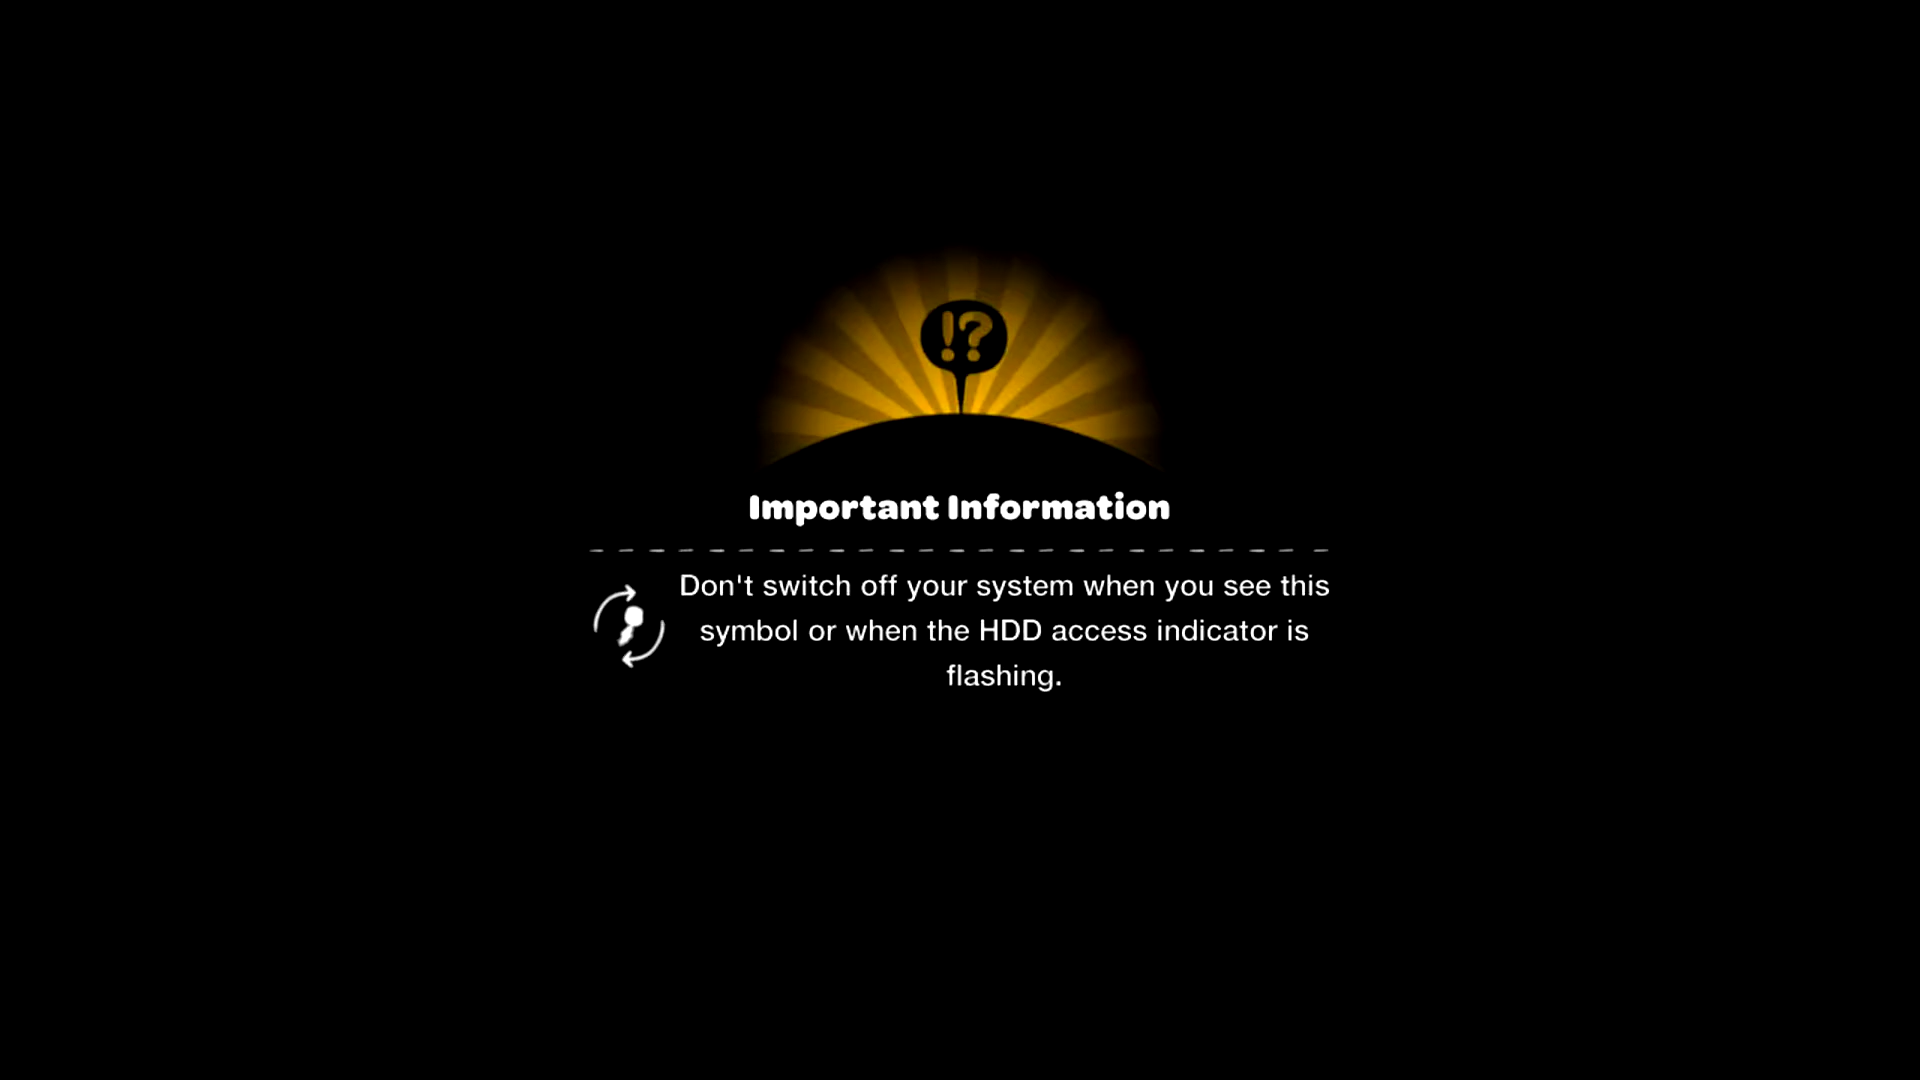 !?
Important Information
Don't switch off your system when you see this
symbol or when the HDD access indicator is
flashing.